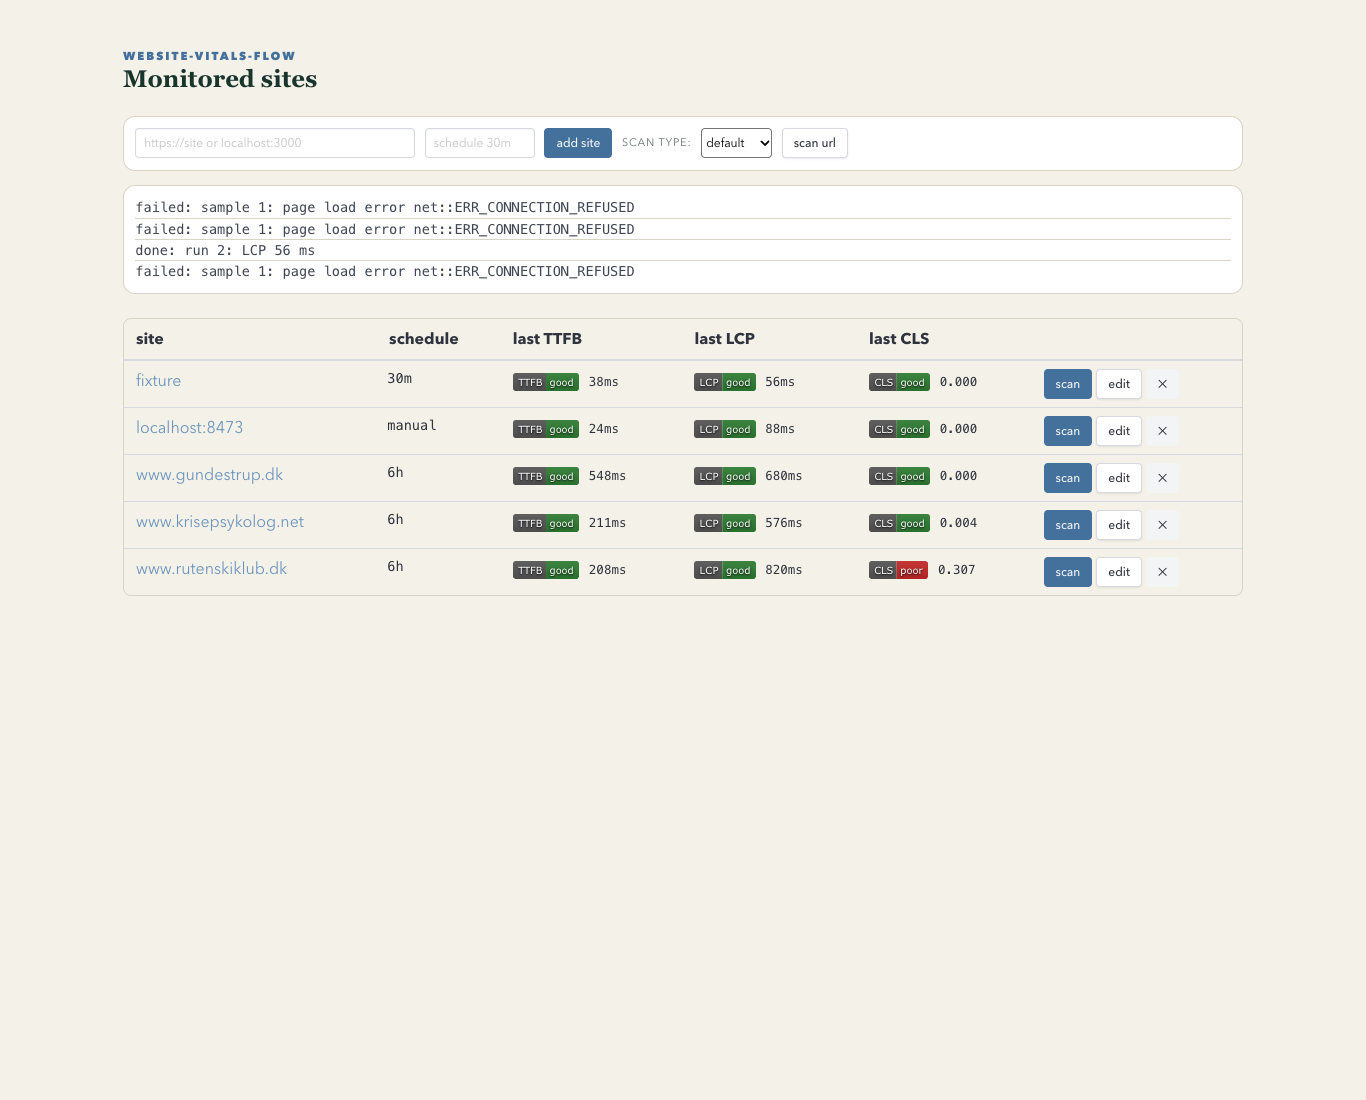 WEBSITE-VITALS-FLOW
Monitored sites
https://site or localhost:3000 schedule 30m add site SCAN TYPE: default scan url
failed: sample 1: page load error net::ERR_CONNECTION_REFUSED
failed: sample 1: page load error net::ERR_CONNECTION_REFUSED
done: run 2: LCP 56 ms
failed: sample 1: page load error net::ERR_CONNECTION_REFUSED
site schedule last TTFB last LCP last CLS
fixture 30m TTFB good 38ms LCP good 56ms CLS good 0.000 scan edit ×
localhost:8473 manual TTFB good 24ms LCP good 88ms CLS good 0.000 scan edit ×
www.gundestrup.dk 6h TTFB good 548ms LCP good 680ms CLS good 0.000 scan edit ×
www.krisepsykolog.net 6h TTFB good 211ms LCP good 576ms CLS good 0.004 scan edit ×
www.rutenskiklub.dk 6h TTFB good 208ms LCP good 820ms CLS poor 0.307 scan edit ×